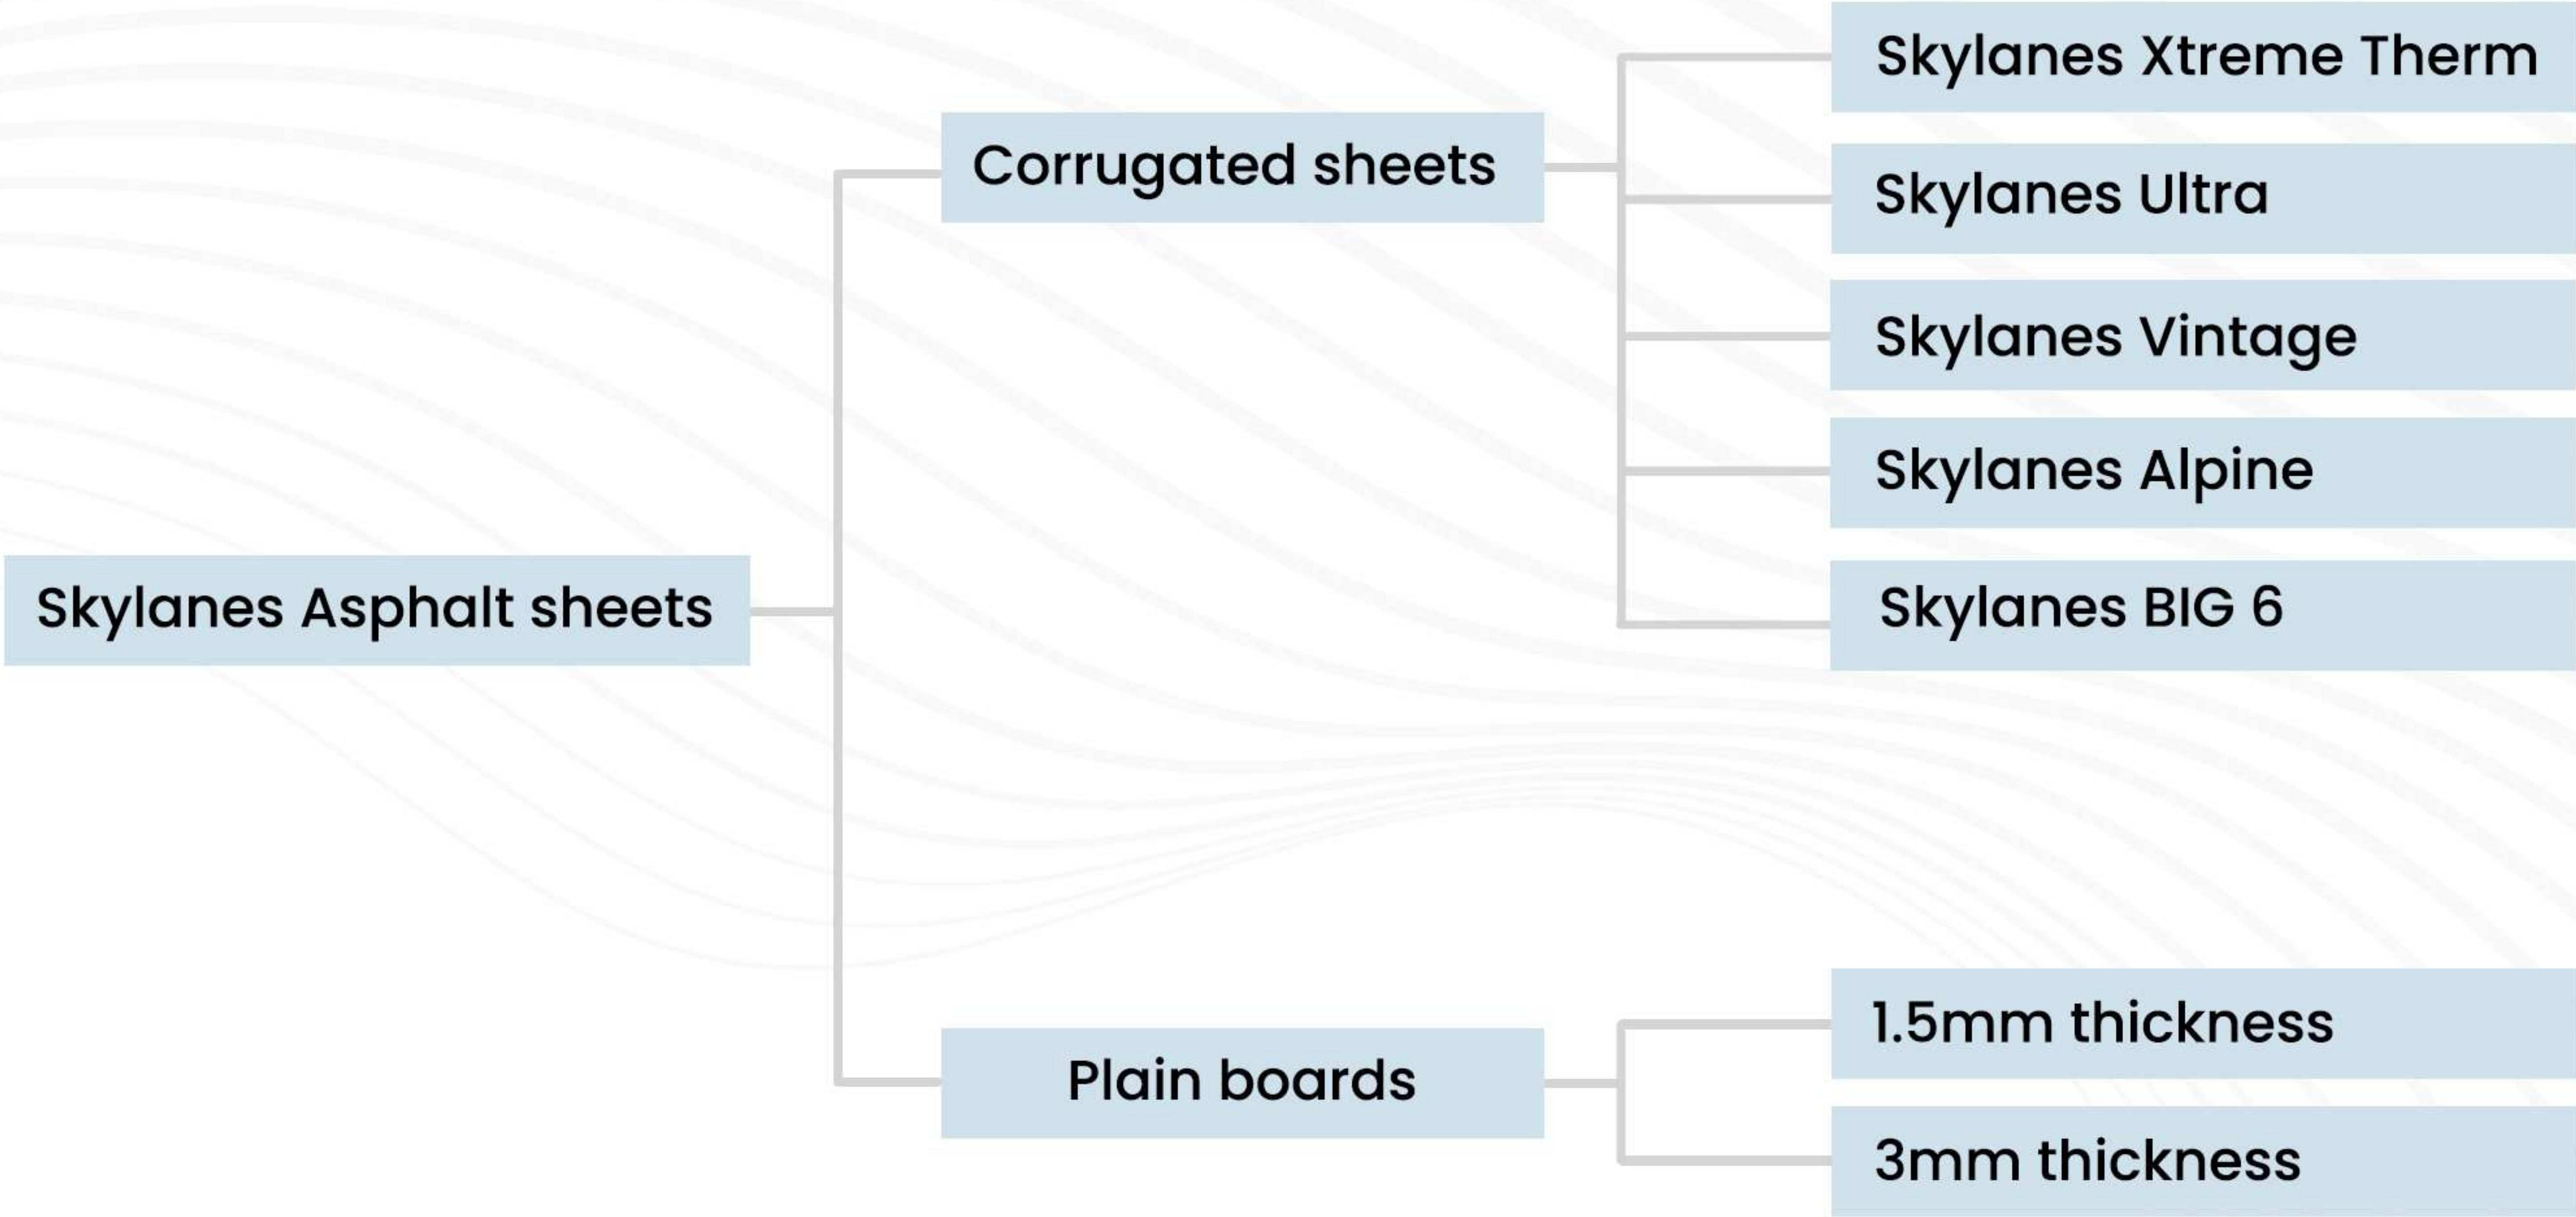 Skylanes Asphalt sheets
Corrugated sheets
Skylanes Xtreme Therm
Skylanes Ultra
Skylanes Vintage
Skylanes Alpine
Skylanes BIG 6
Plain boards
1.5mm thickness
3mm thickness